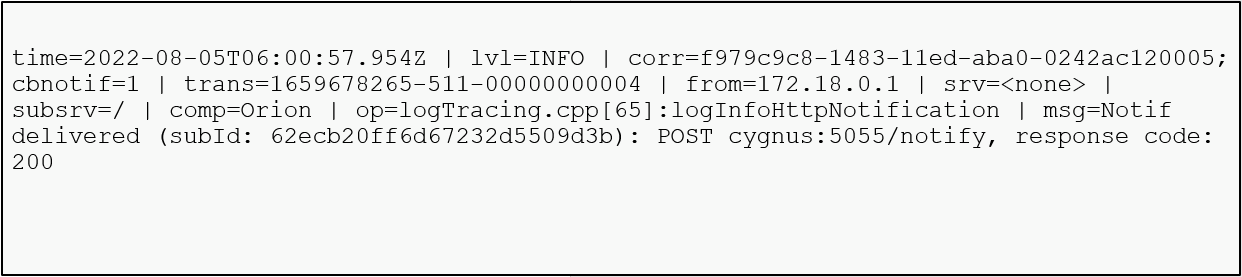 time=2022-08-05T06:00:57.954Z | lvl=INFO | corr=f979c9c8-1483-11ed-aba0-0242ac120005;
cbnotif=1 | trans=1659678265-511-00000000004 | from=172.18.0.1 | srv=<none> |
subsrv=/ | comp=Orion | op=logTracing.cpp[65]:logInfoHttpNotification | msg=Notif
delivered (subId: 62ecb20ff6d67232d5509d3b): POST cygnus:5055/notify, response code:
200